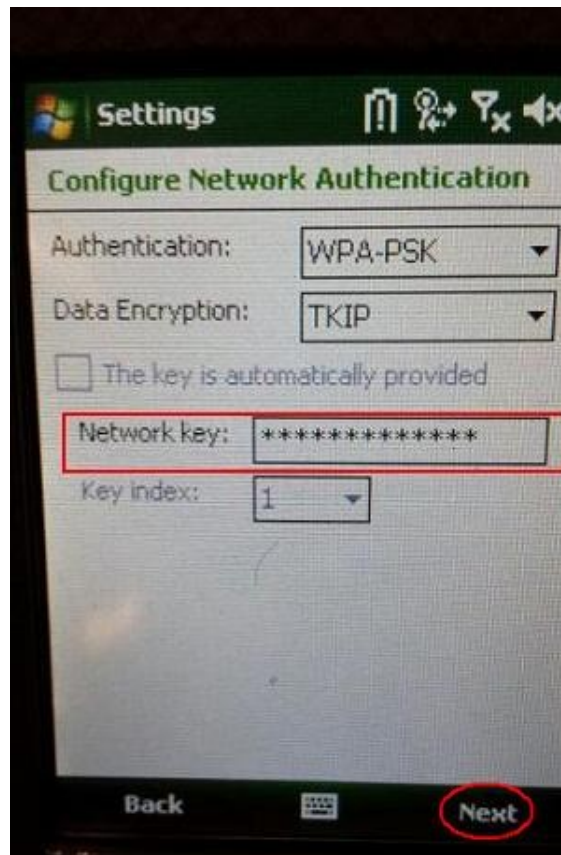 Settings
Configure Network Authentication
Authentication: WPA-PSK
Data Encryption: TKIP
The key is automatically provided
Network key: *************
Key index: 1
Back Next